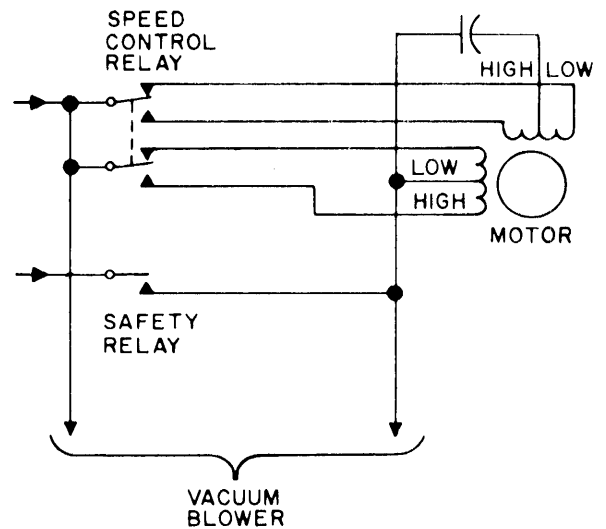 SPEED
CONTROL
RELAY
HIGH LOW
LOW
HIGH
MOTOR
SAFETY
RELAY
VACUUM
BLOWER